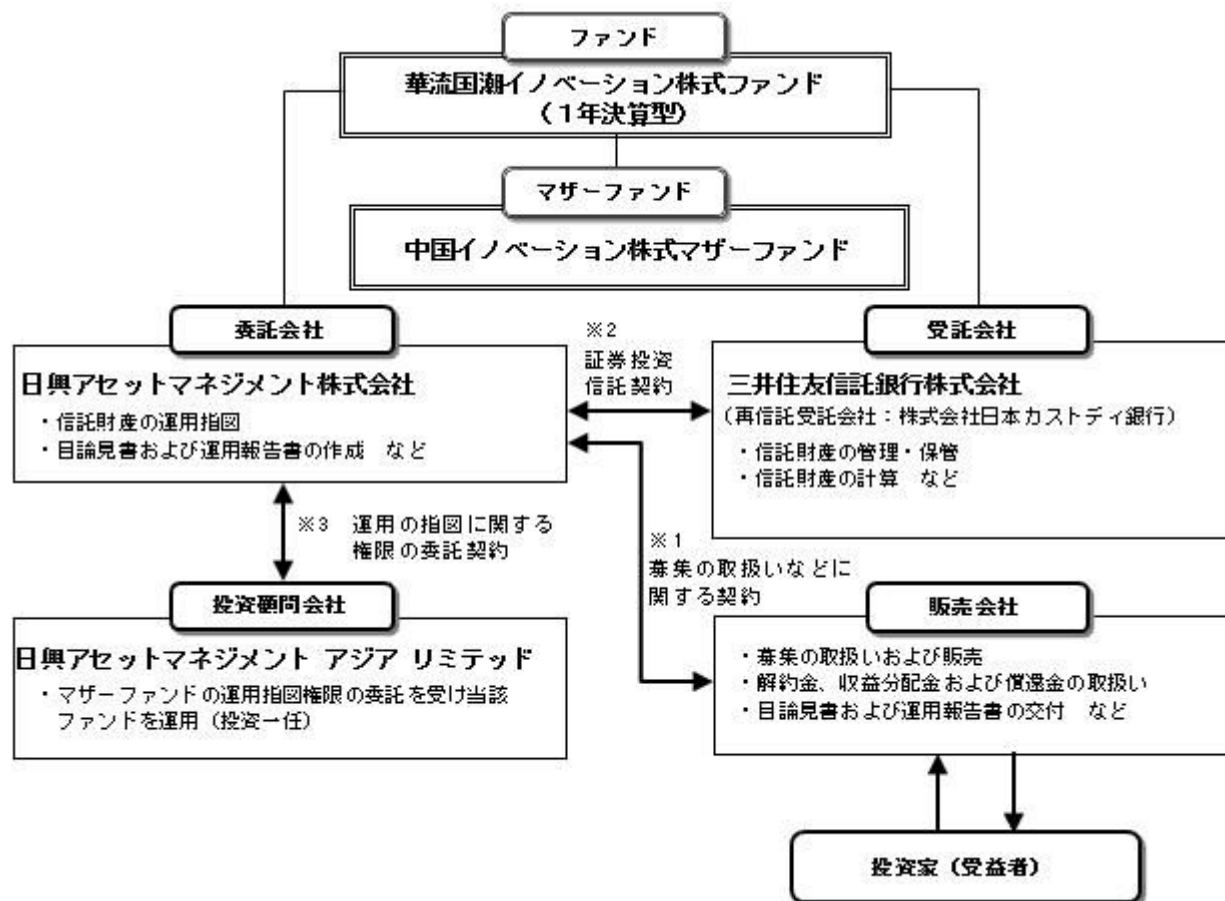 ファンド
華流国潮イノベーション株式ファンド
（１年決算型）
マザーファンド
中国イノベーション株式マザーファンド
委託会社
日興アセットマネジメント株式会社
・信託財産の運用指図
・目論見書および運用報告書の作成　など
※２
証券投資
信託契約
受託会社
三井住友信託銀行株式会社
（再信託受託会社：株式会社日本カストディ銀行）
・信託財産の管理・保管
・信託財産の計算　など
※３　運用の指図に関する
権限の委託契約
※１
募集の取扱いなどに
関する契約
投資顧問会社
日興アセットマネジメント アジア リミテッド
・マザーファンドの運用指図権限の委託を受け当該
ファンドを運用（投資一任）
販売会社
・募集の取扱いおよび販売
・解約金、収益分配金および償還金の取扱い
・目論見書および運用報告書の交付　など
投資家（受益者）